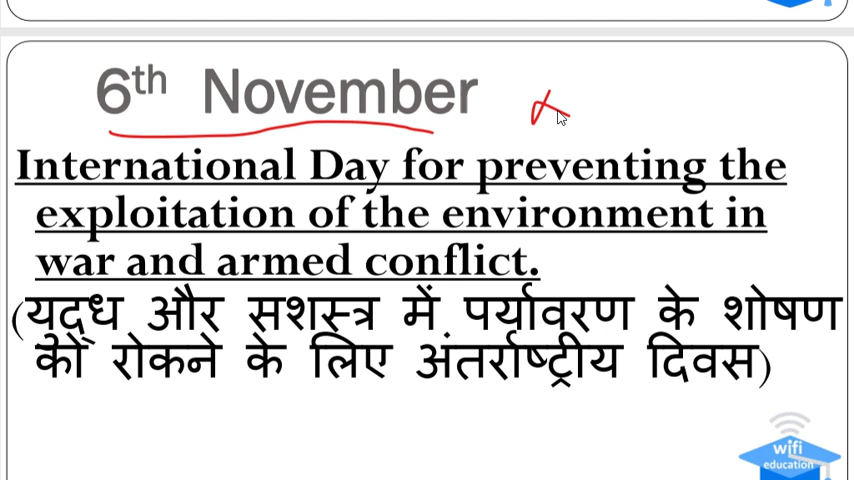 6th November
International Day for preventing the
exploitation of the environment in
war and armed conflict.
(युद्ध और सशस्त्र में पर्यावरण के शोषण
को रोकने के लिए अंतर्राष्ट्रीय दिवस)
wifi
education